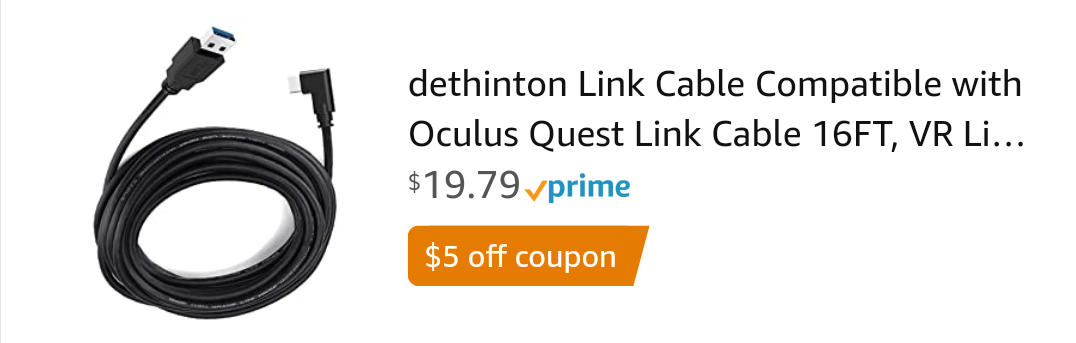 dethinton Link Cable Compatible with
Oculus Quest Link Cable 16FT, VR Li...
$19.79 prime
$5 off coupon